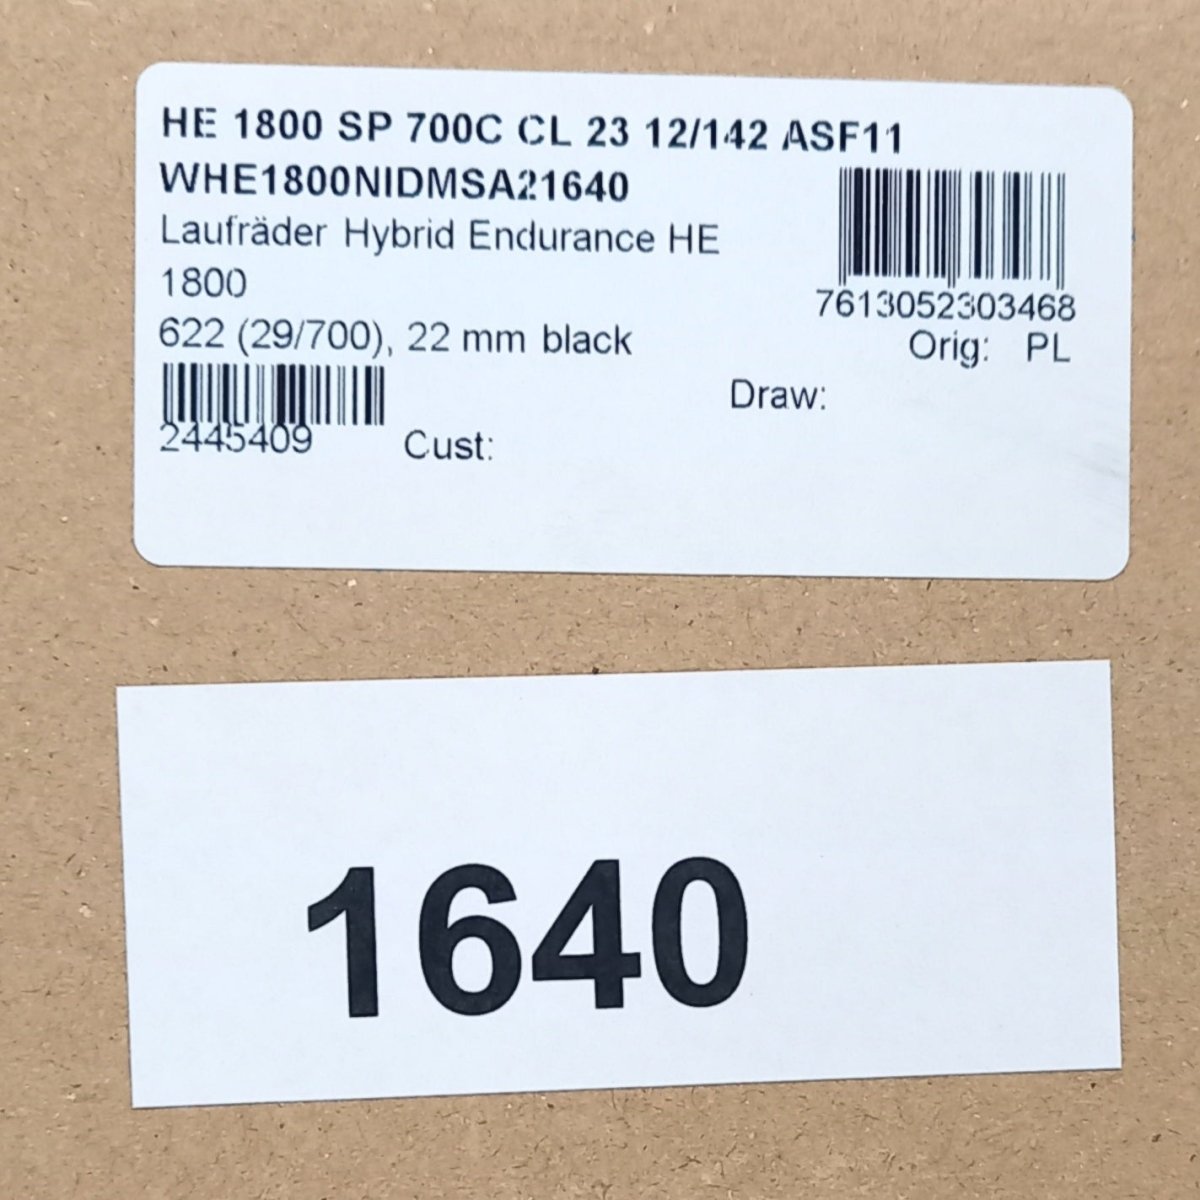 HE 1800 SP 700C CL 23 12/142 ASF11
WHE1800NIDMSA21640
Laufräder Hybrid Endurance HE
1800
7613052303468
622 (29/700), 22 mm black
Orig: PL
Draw:
2445409
Cust:
1640